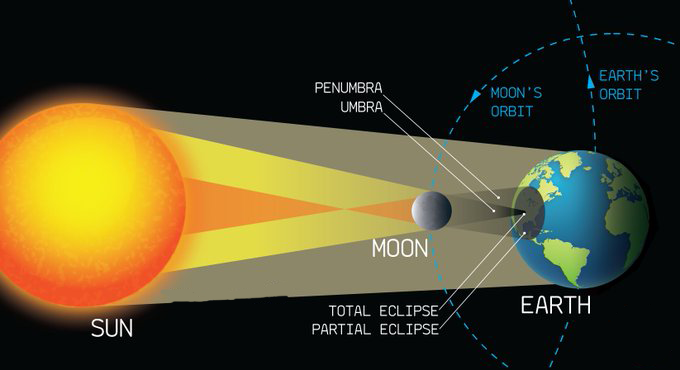 PENUMBRA
UMBRA
MOON'S
ORBIT
EARTH'S
ORBIT
MOON
SUN
EARTH
TOTAL ECLIPSE
PARTIAL ECLIPSE